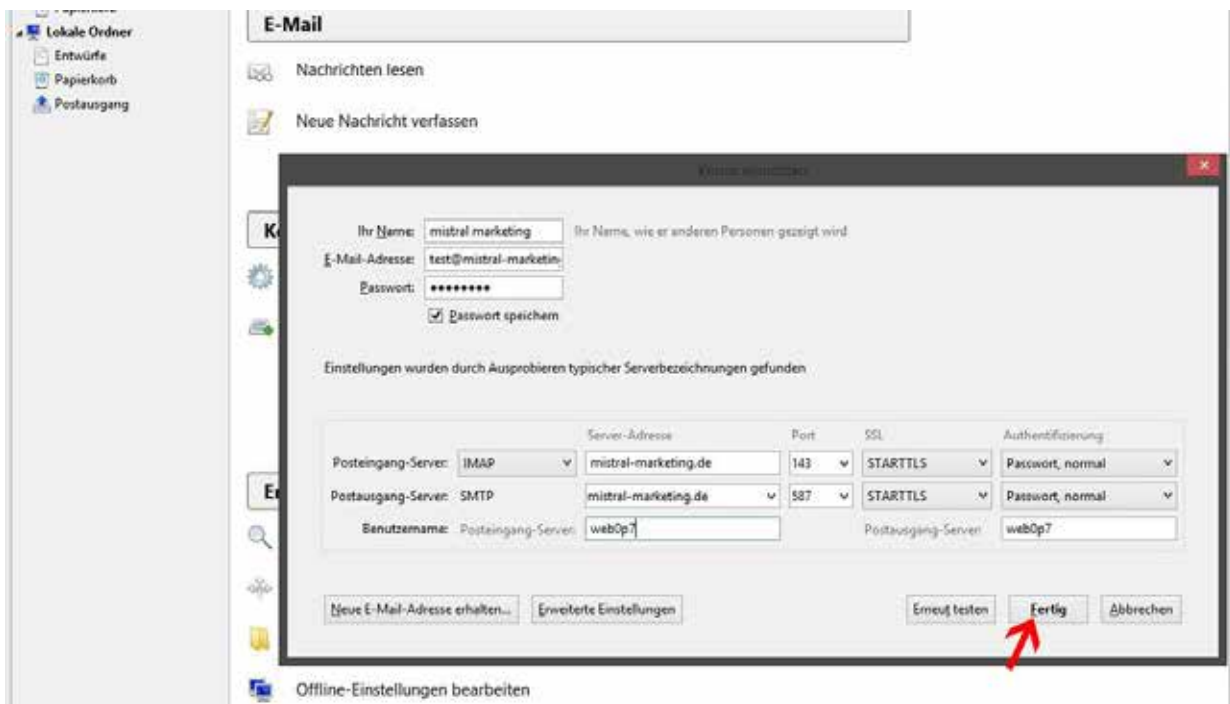 Lokale Ordner
Entwürfe
Papierkorb
Postausgang
E-Mail
Nachrichten lesen
Neue Nachricht verfassen
Ihr Name: mistral marketing Ihr Name, wie er anderen Personen gezeigt wird
E-Mail-Adresse: test@mistral-marketin
Passwort: ••••••••
Passwort speichern
Einstellungen wurden durch Ausprobieren typischer Serverbezeichnungen gefunden
Server-Adresse Port SSL Authentifizierung
Posteingang-Server: IMAP mistral-marketing.de 143 STARTTLS Passwort, normal
Postausgang-Server: SMTP mistral-marketing.de 587 STARTTLS Passwort, normal
Benutzername: Posteingang-Server: web0p7 Postausgang-Server: web0p7
Neue E-Mail-Adresse erhalten... Erweiterte Einstellungen Erneut testen Fertig Abbrechen
Offline-Einstellungen bearbeiten